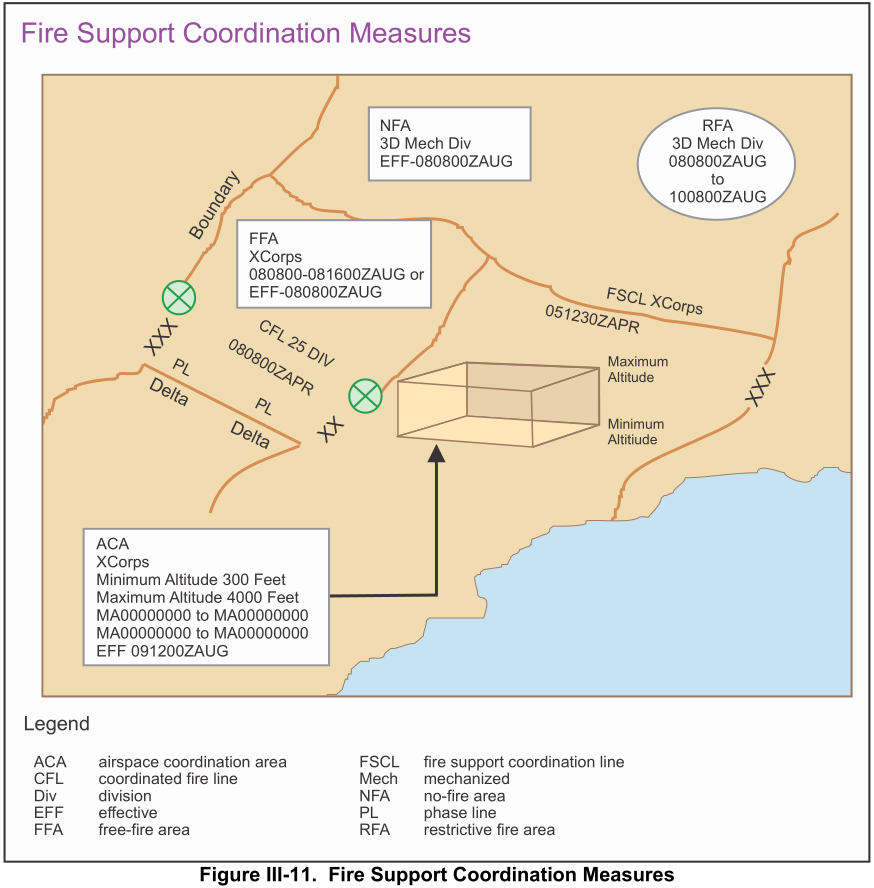 Fire Support Coordination Measures
NFA
3D Mech Div
EFF-080800ZAUG
RFA
3D Mech Div
080800ZAUG
to
100800ZAUG
Boundary
FFA
XCorps
080800-081600ZAUG or
EFF-080800ZAUG
FSCL XCorps
051230ZAPR
XXX
CFL 25 DIV
080800ZAPR
PL
Delta
PL
Delta
XX
Maximum
Altitude
Minimum
Altitiude
XXX
ACA
XCorps
Minimum Altitude 300 Feet
Maximum Altitude 4000 Feet
MA00000000 to MA00000000
MA00000000 to MA00000000
EFF 091200ZAUG
Legend
ACA airspace coordination area
CFL coordinated fire line
Div division
EFF effective
FFA free-fire area
FSCL fire support coordination line
Mech mechanized
NFA no-fire area
PL phase line
RFA restrictive fire area
Figure III-11. Fire Support Coordination Measures